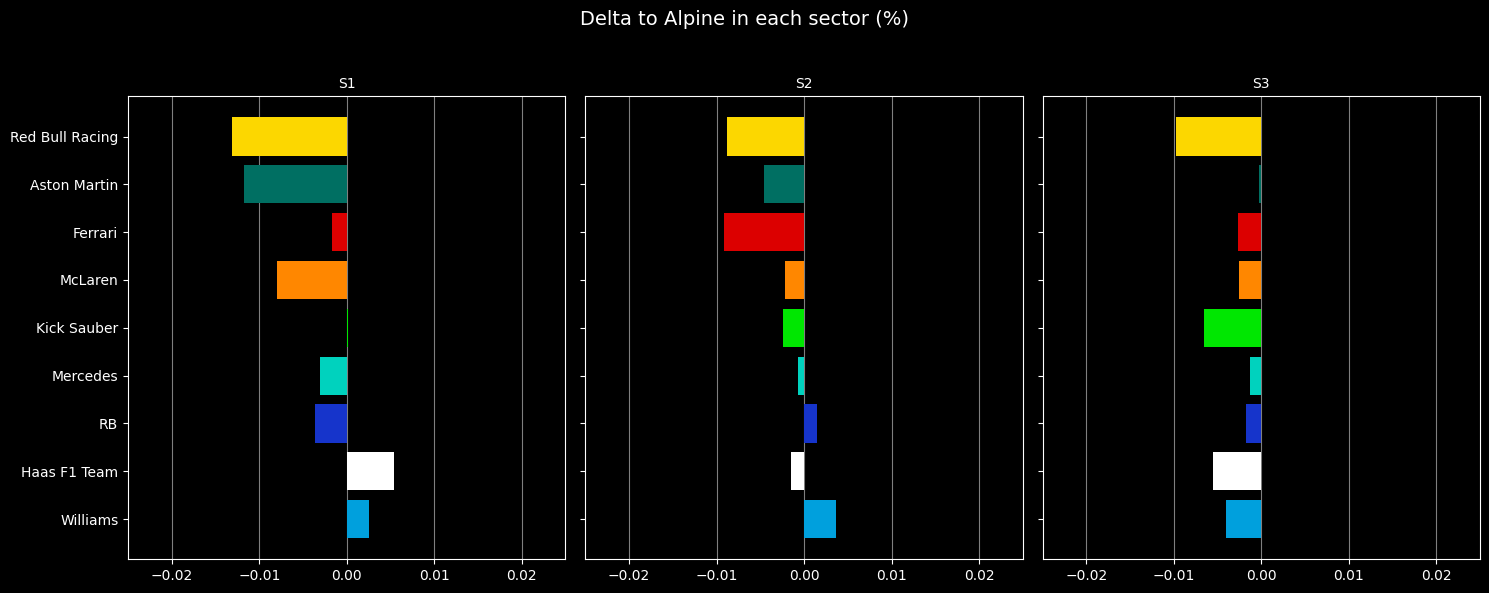 Delta to Alpine in each sector (%)
S1
S2
S3
Red Bull Racing
Aston Martin
Ferrari
McLaren
Kick Sauber
Mercedes
RB
Haas F1 Team
Williams
−0.02 −0.01 0.00 0.01 0.02
−0.02 −0.01 0.00 0.01 0.02
−0.02 −0.01 0.00 0.01 0.02